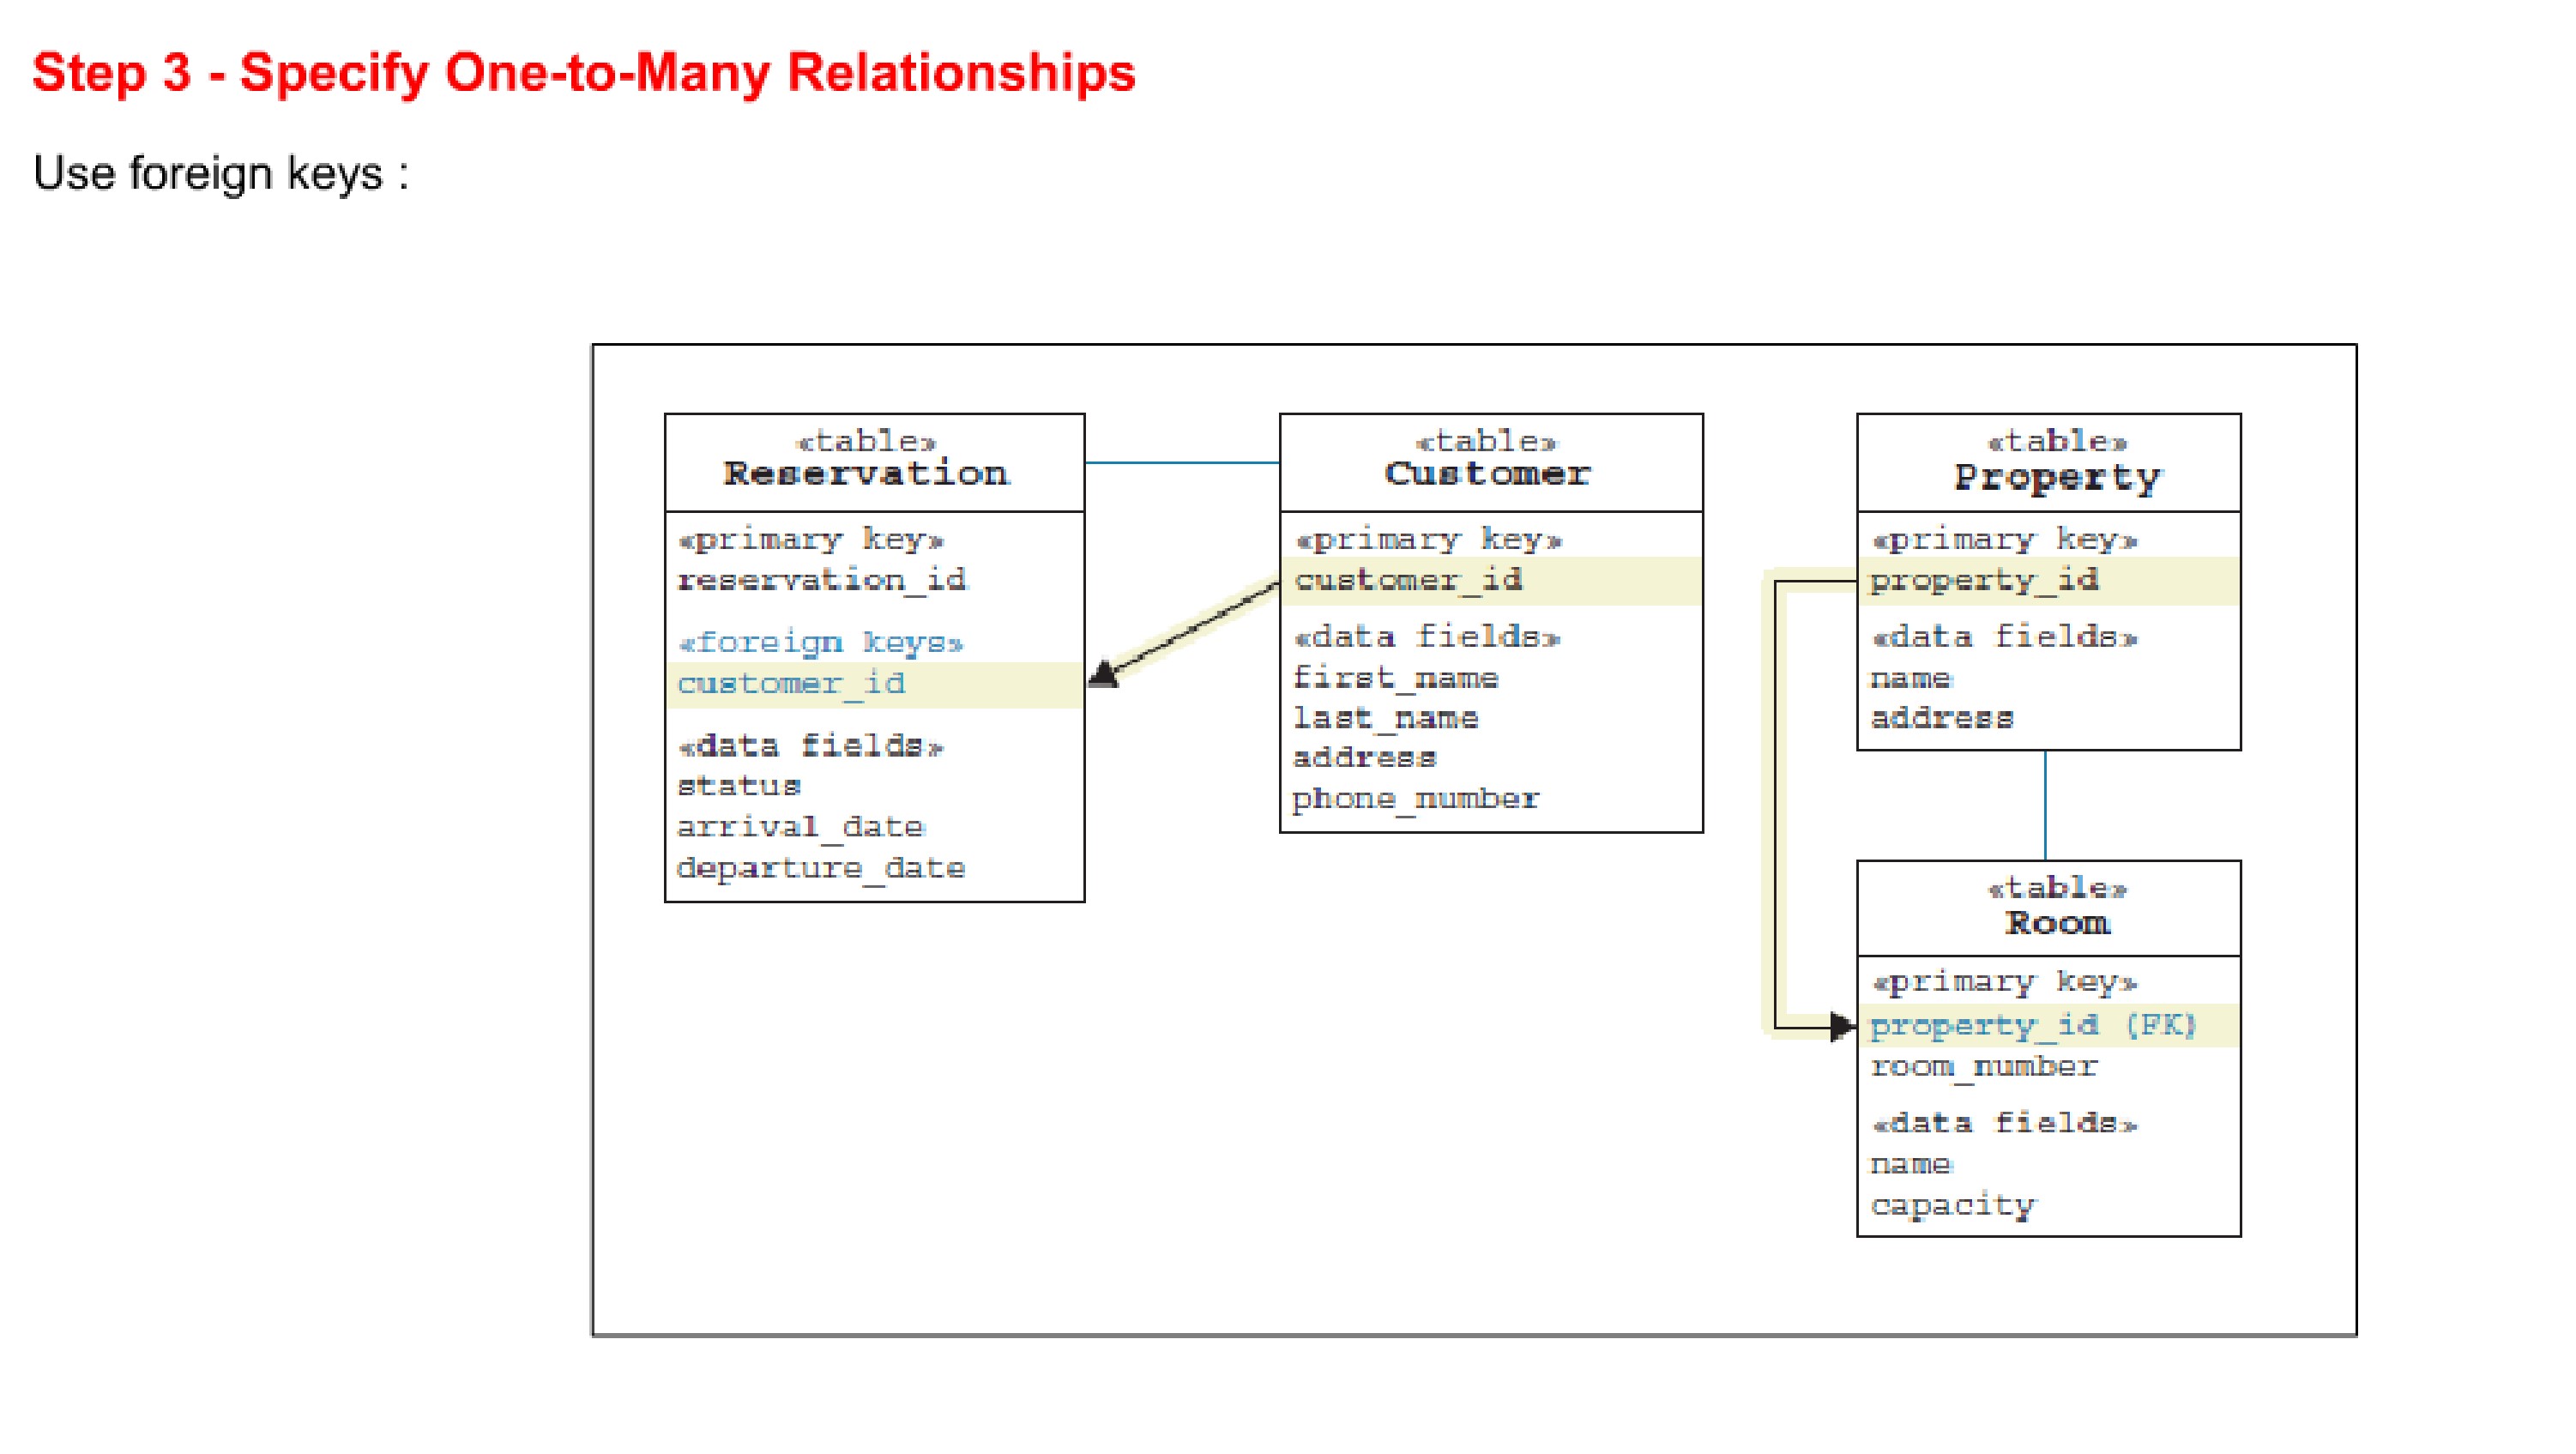 Step 3 - Specify One-to-Many Relationships
Use foreign keys :
«table»
Reservation
«primary key»
reservation_id
«foreign keys»
customer_id
«data fields»
status
arrival_date
departure_date
«table»
Customer
«primary key»
customer_id
«data fields»
first_name
last_name
address
phone_number
«table»
Property
«primary key»
property_id
«data fields»
name
address
«table»
Room
«primary key»
property_id (FK)
room_number
«data fields»
name
capacity